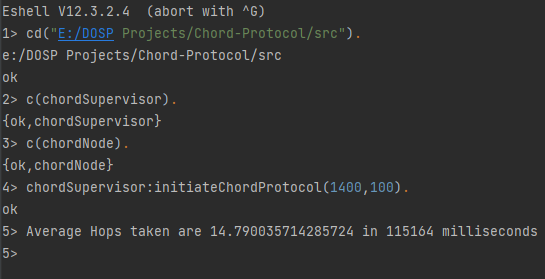 Eshell V12.3.2.4  (abort with ^G)
1> cd("E:/DOSP Projects/Chord-Protocol/src").
e:/DOSP Projects/Chord-Protocol/src
ok
2> c(chordSupervisor).
{ok,chordSupervisor}
3> c(chordNode).
{ok,chordNode}
4> chordSupervisor:initiateChordProtocol(1400,100).
ok
5> Average Hops taken are 14.790035714285724 in 115164 milliseconds
5>